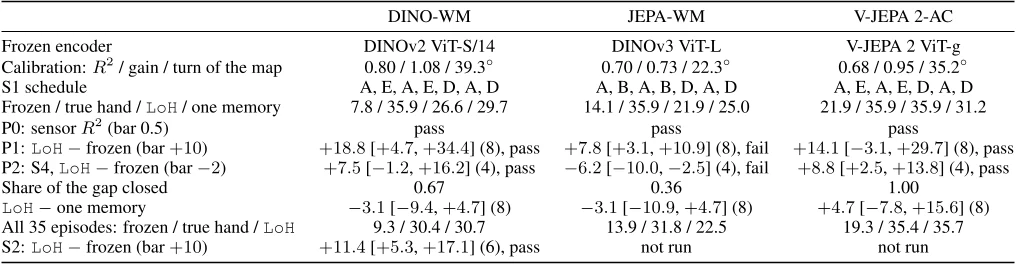 DINO-WM JEPA-WM V-JEPA 2-AC
Frozen encoder DINOv2 ViT-S/14 DINOv3 ViT-L V-JEPA 2 ViT-g
Calibration: R² / gain / turn of the map 0.80 / 1.08 / 39.3° 0.70 / 0.73 / 22.3° 0.68 / 0.95 / 35.2°
S1 schedule A, E, A, E, D, A, D A, B, A, B, D, A, D A, E, A, E, D, A, D
Frozen / true hand / LoH / one memory 7.8 / 35.9 / 26.6 / 29.7 14.1 / 35.9 / 21.9 / 25.0 21.9 / 35.9 / 35.9 / 31.2
P0: sensor R² (bar 0.5) pass pass pass
P1: LoH − frozen (bar +10) +18.8 [+4.7, +34.4] (8), pass +7.8 [+3.1, +10.9] (8), fail +14.1 [−3.1, +29.7] (8), pass
P2: S4, LoH − frozen (bar −2) +7.5 [−1.2, +16.2] (4), pass −6.2 [−10.0, −2.5] (4), fail +8.8 [+2.5, +13.8] (4), pass
Share of the gap closed 0.67 0.36 1.00
LoH − one memory −3.1 [−9.4, +4.7] (8) −3.1 [−10.9, +4.7] (8) +4.7 [−7.8, +15.6] (8)
All 35 episodes: frozen / true hand / LoH 9.3 / 30.4 / 30.7 13.9 / 31.8 / 22.5 19.3 / 35.4 / 35.7
S2: LoH − frozen (bar +10) +11.4 [+5.3, +17.1] (6), pass not run not run